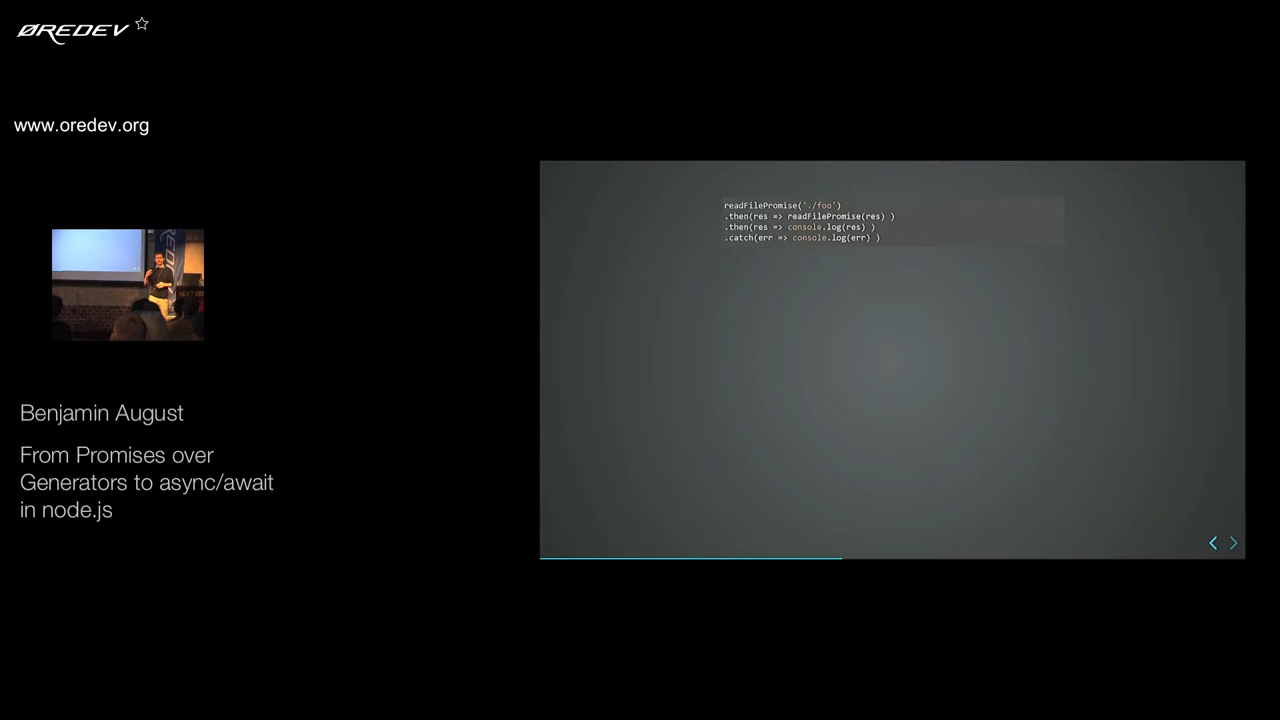 ØREDEV
www.oredev.org
Benjamin August
From Promises over
Generators to async/await
in node.js
readFilePromise('./foo')
.then(res => readFilePromise(res) )
.then(res => console.log(res) )
.catch(err => console.log(err) )